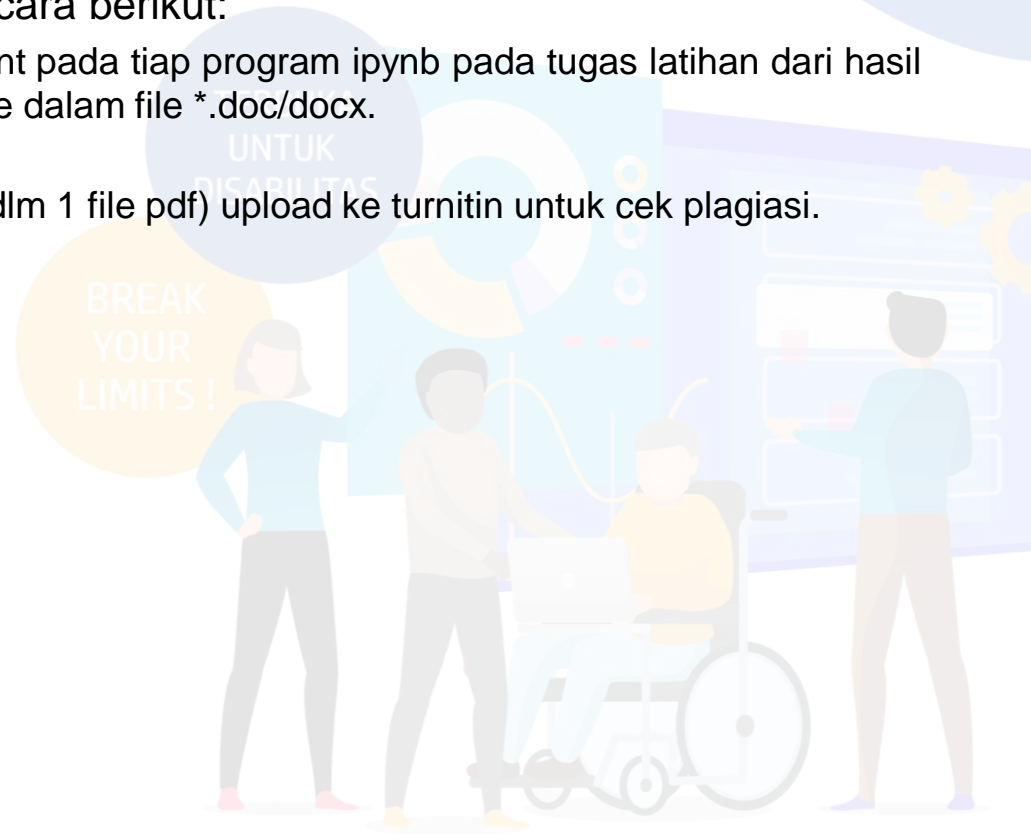 cara berikut:
nt pada tiap program ipynb pada tugas latihan dari hasil
e dalam file *.doc/docx.
TERBUKA
UNTUK
DISABILITAS
dlm 1 file pdf) upload ke turnitin untuk cek plagiasi.
BREAK
YOUR
LIMITS !